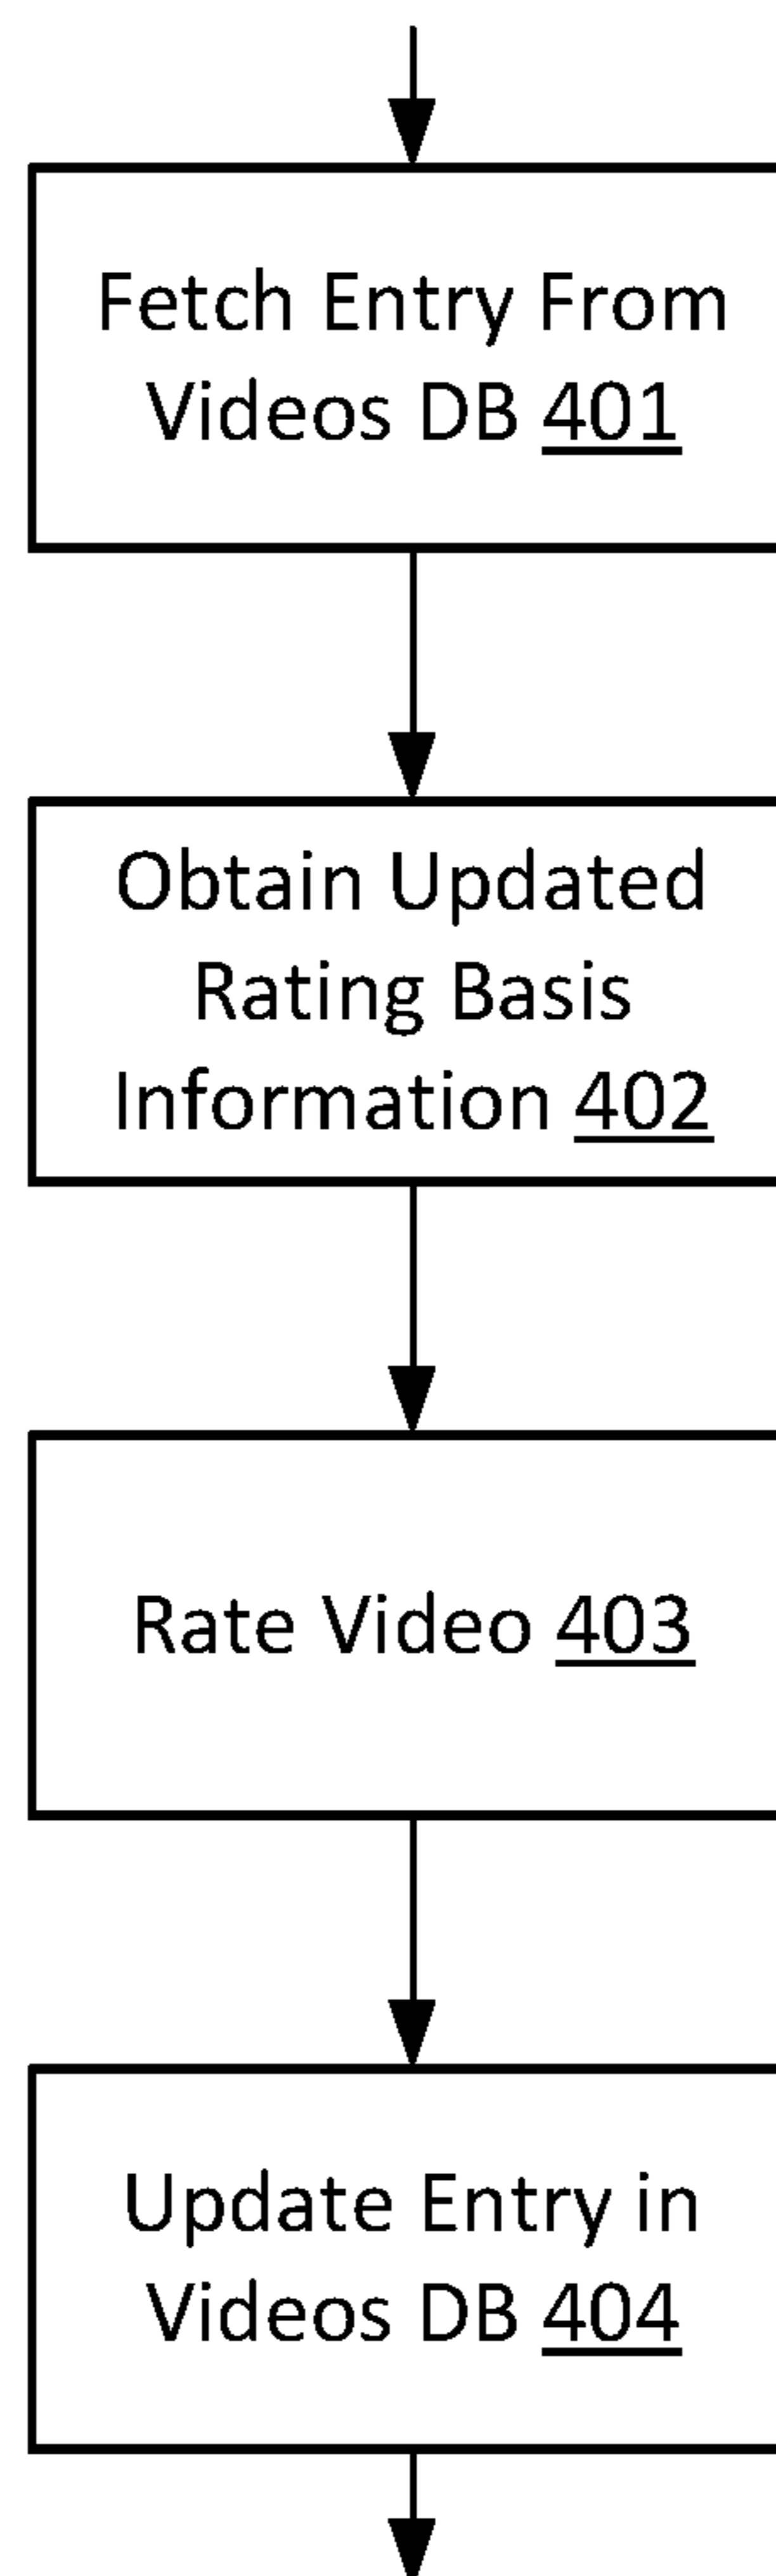 Fetch Entry From
Videos DB 401
Obtain Updated
Rating Basis
Information 402
Rate Video 403
Update Entry in
Videos DB 404